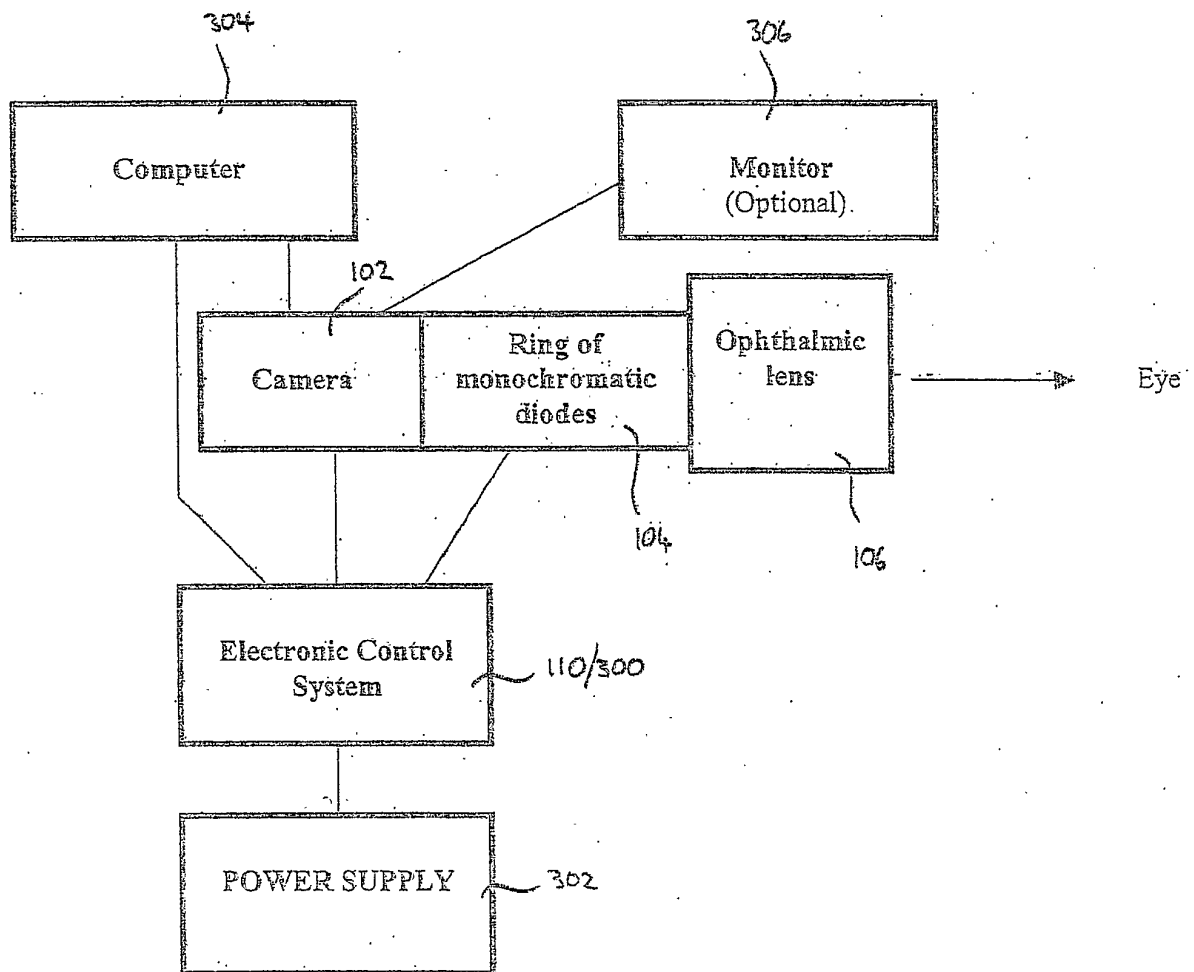 304
306
Computer
Monitor
(Optional)
102
Camera
Ring of
monochromatic
diodes
Ophthalmic
lens
Eye
104
106
Electronic Control
System
110/300
POWER SUPPLY
302